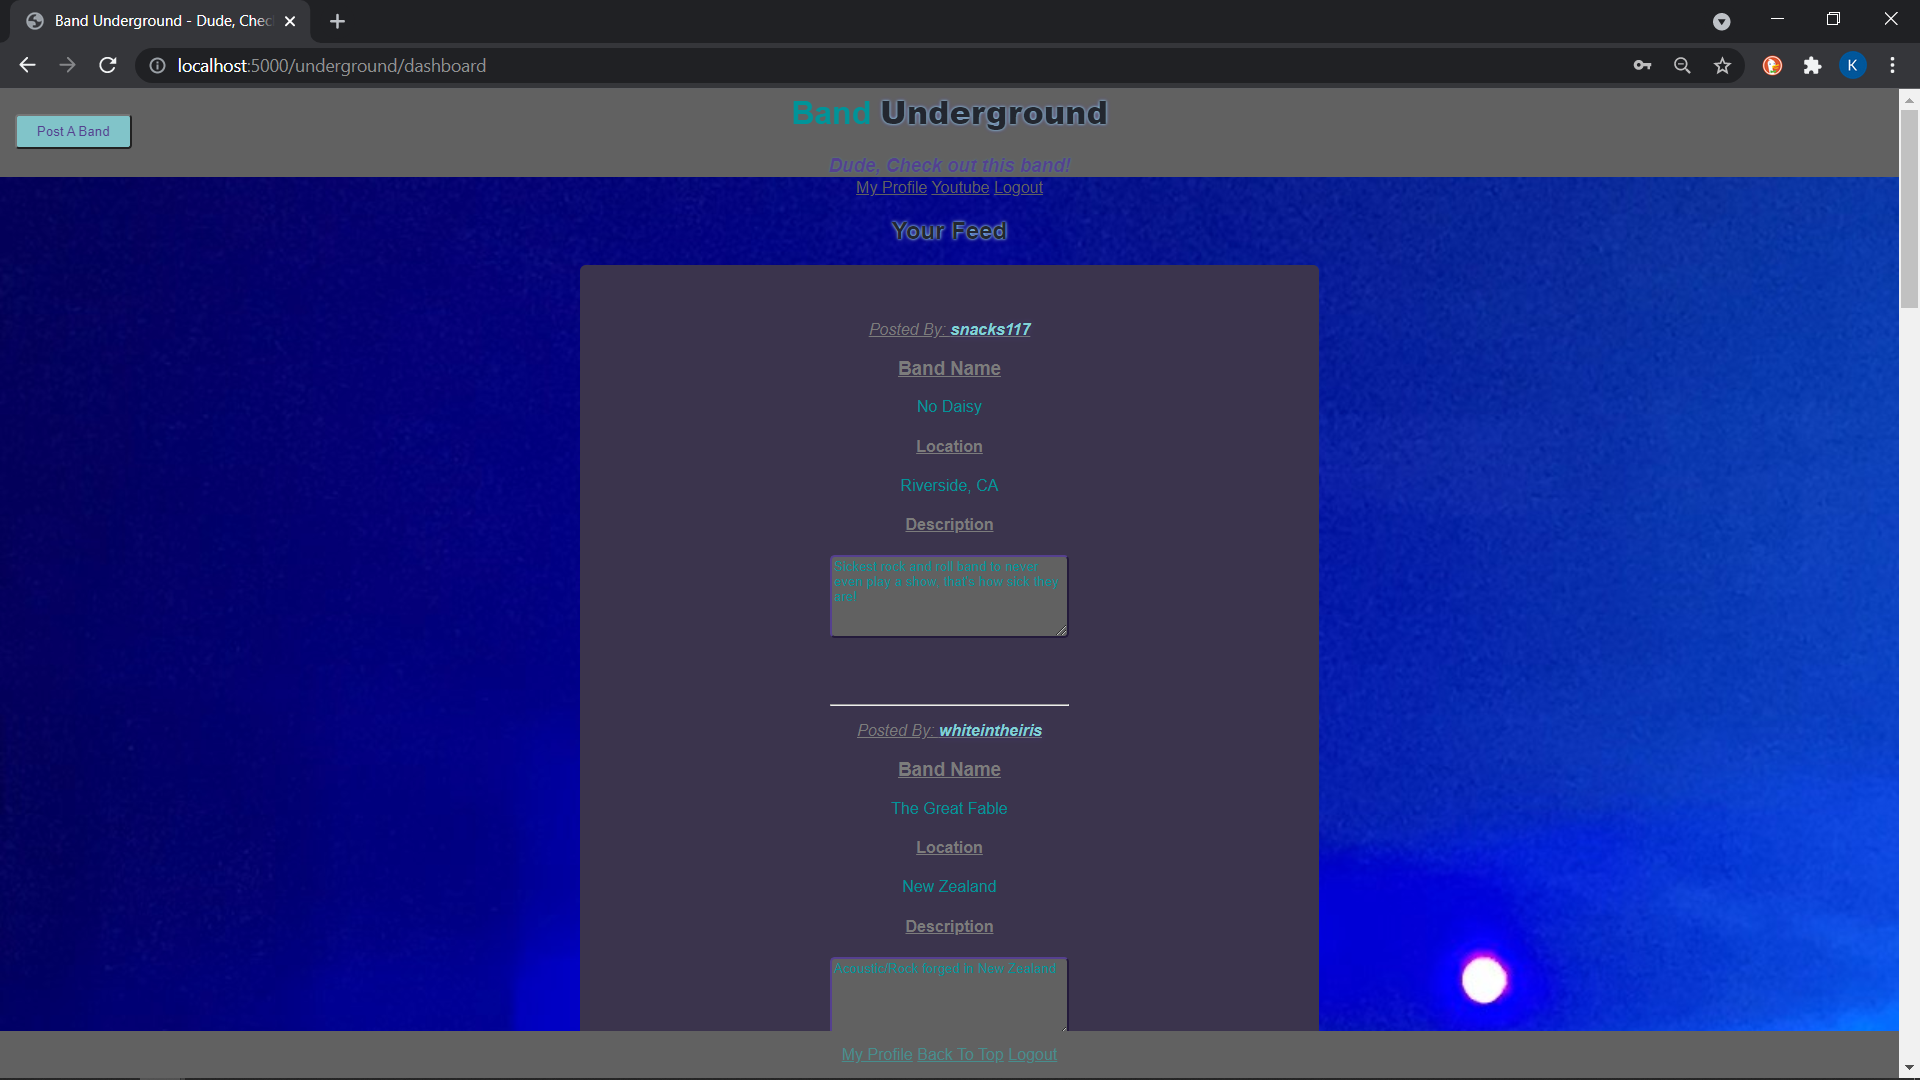 Band Underground - Dude, Chec
localhost:5000/underground/dashboard
K
Post A Band
Band Underground
Dude, Check out this band!
My Profile Youtube Logout
Your Feed
Posted By: snacks117
Band Name
No Daisy
Location
Riverside, CA
Description
Sickest rock and roll band to never
even play a show, that's how sick they
are!
Posted By: whiteintheiris
Band Name
The Great Fable
Location
New Zealand
Description
Acoustic/Rock forged in New Zealand
My Profile Back To Top Logout